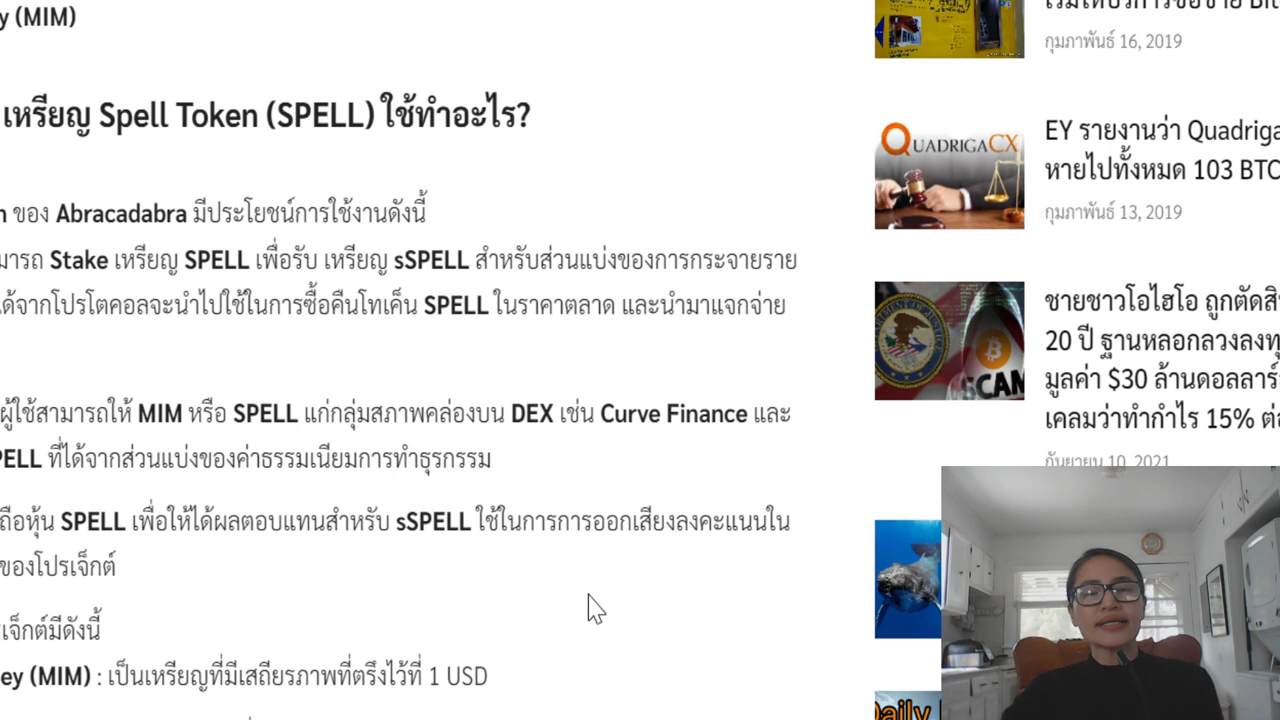 y (MIM)
เหรียญ Spell Token (SPELL) ใช้ทำอะไร?
ของ Abracadabra มีประโยชน์การใช้งานดังนี้
มารถ Stake เหรียญ SPELL เพื่อรับ เหรียญ sSPELL สำหรับส่วนแบ่งของการกระจายราย
ได้จากโปรโตคอลจะนำไปใช้ในการซื้อคืนโทเค็น SPELL ในราคาตลาด และนำมาแจกจ่าย
ผู้ใช้สามารถให้ MIM หรือ SPELL แก่กลุ่มสภาพคล่องบน DEX เช่น Curve Finance และ
PELL ที่ได้จากส่วนแบ่งของค่าธรรมเนียมการทำธุรกรรม
ถือหุ้น SPELL เพื่อให้ได้ผลตอบแทนสำหรับ sSPELL ใช้ในการการออกเสียงลงคะแนนใน
ของโปรเจ็กต์
เจ็กต์มีดังนี้
ey (MIM) : เป็นเหรียญที่มีเสถียรภาพที่ตรึงไว้ที่ 1 USD
กุมภาพันธ์ 16, 2019
QUADRIGACX
EY รายงานว่า Quadriga
หายไปทั้งหมด 103 BTC
กุมภาพันธ์ 13, 2019
SCAM
ชายชาวโอไฮโอ ถูกตัดสิ
20 ปี ฐานหลอกลวงลงทุ
มูลค่า $30 ล้านดอลลาร์
เคลมว่าทำกำไร 15% ต่อ
กันยายน 10, 2021
Daily